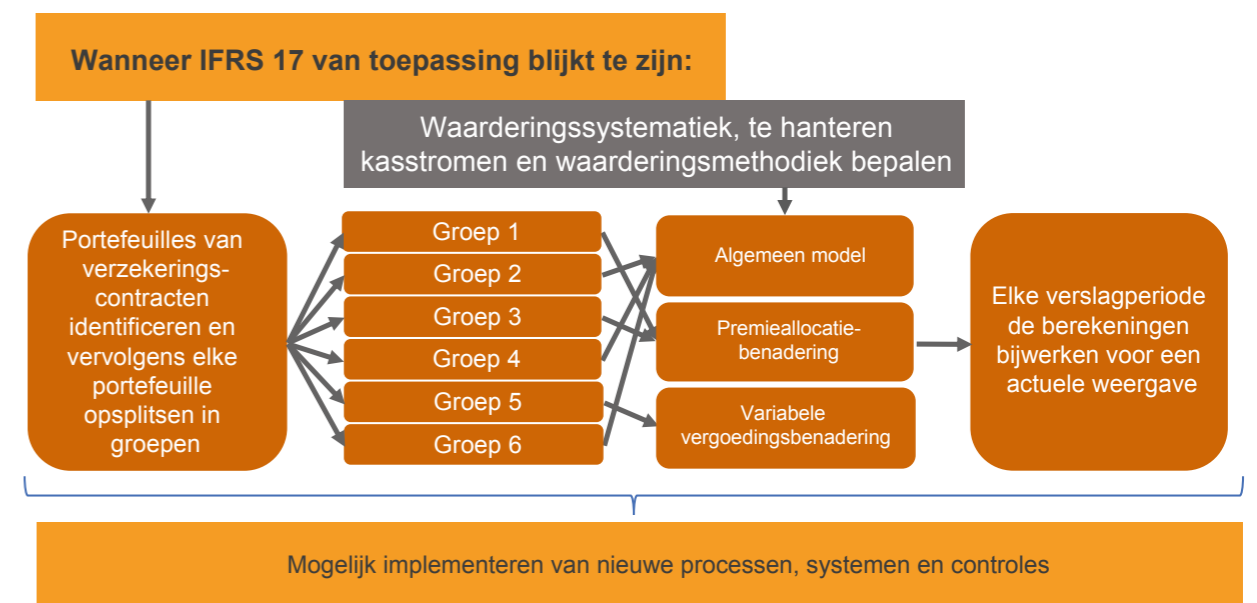 Wanneer IFRS 17 van toepassing blijkt te zijn:
Waarderingssystematiek, te hanteren
kasstromen en waarderingsmethodiek bepalen
Portefeuilles van
verzekerings-
contracten
identificeren en
vervolgens elke
portefeuille
opsplitsen in
groepen
Groep 1
Groep 2
Groep 3
Groep 4
Groep 5
Groep 6
Algemeen model
Premieallocatie-
benadering
Variabele
vergoedingsbenadering
Elke verslagperiode
de berekeningen
bijwerken voor een
actuele weergave
Mogelijk implementeren van nieuwe processen, systemen en controles